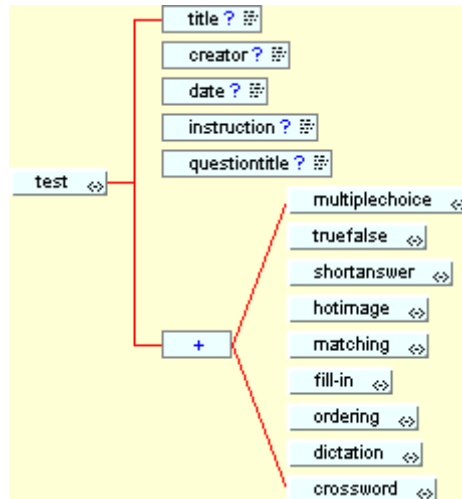 title ?
creator ?
date ?
instruction ?
questiontitle ?
test
multiplechoice
truefalse
shortanswer
hotimage
+
matching
fill-in
ordering
dictation
crossword